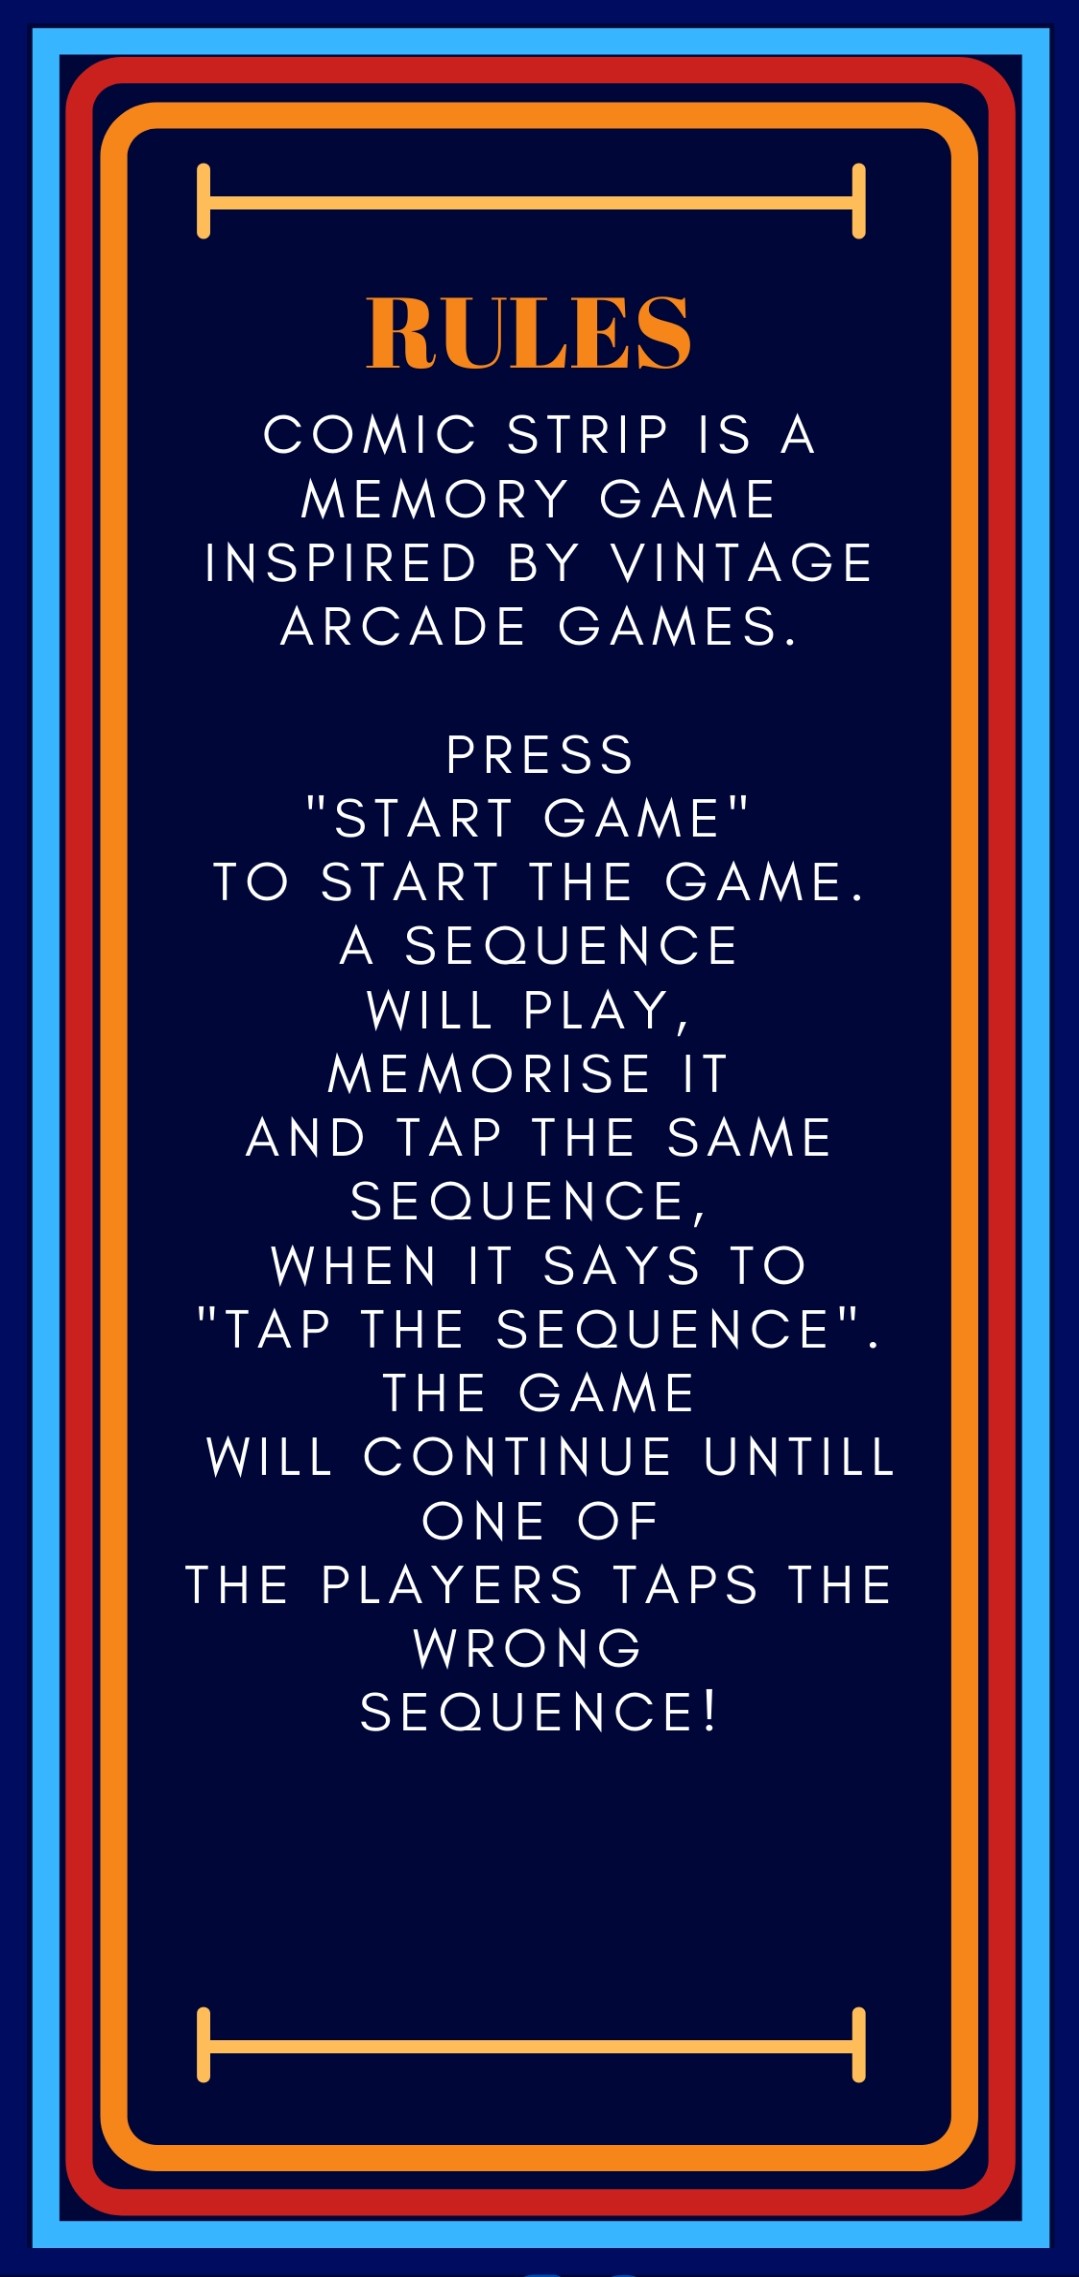 RULES
COMIC STRIP IS A
MEMORY GAME
INSPIRED BY VINTAGE
ARCADE GAMES.
PRESS
"START GAME"
TO START THE GAME.
A SEQUENCE
WILL PLAY,
MEMORISE IT
AND TAP THE SAME
SEQUENCE,
WHEN IT SAYS TO
"TAP THE SEQUENCE".
THE GAME
WILL CONTINUE UNTILL
ONE OF
THE PLAYERS TAPS THE
WRONG
SEQUENCE!